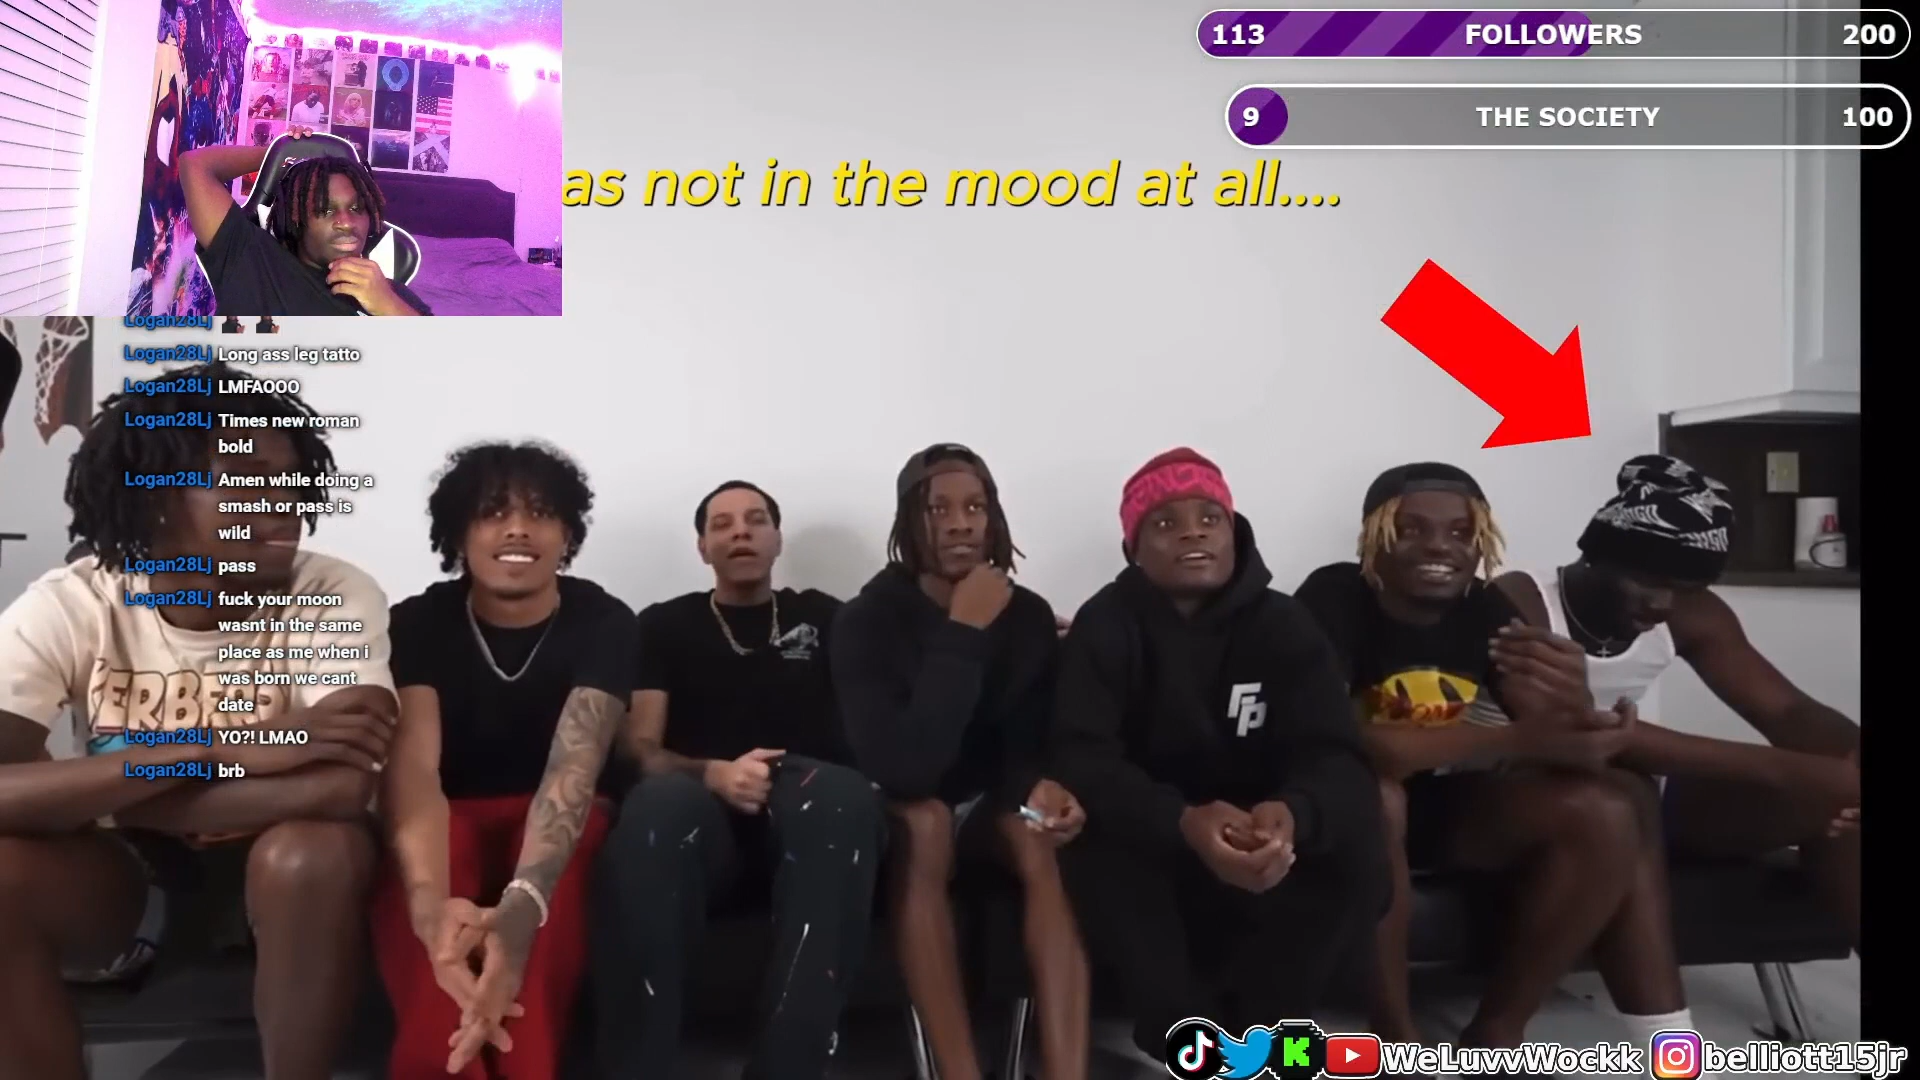 113 FOLLOWERS 200
9 THE SOCIETY 100
as not in the mood at all....
Logan28Lj
Logan28Lj Long ass leg tatto
Logan28Lj LMFAOOO
Logan28Lj Times new roman
bold
Logan28Lj Amen while doing a
smash or pass is
wild
Logan28Lj pass
Logan28Lj fuck your moon
wasnt in the same
place as me when i
was born we cant
date
Logan28Lj YO?! LMAO
Logan28Lj brb
FP
K WeLuvvWockk belliott15jr